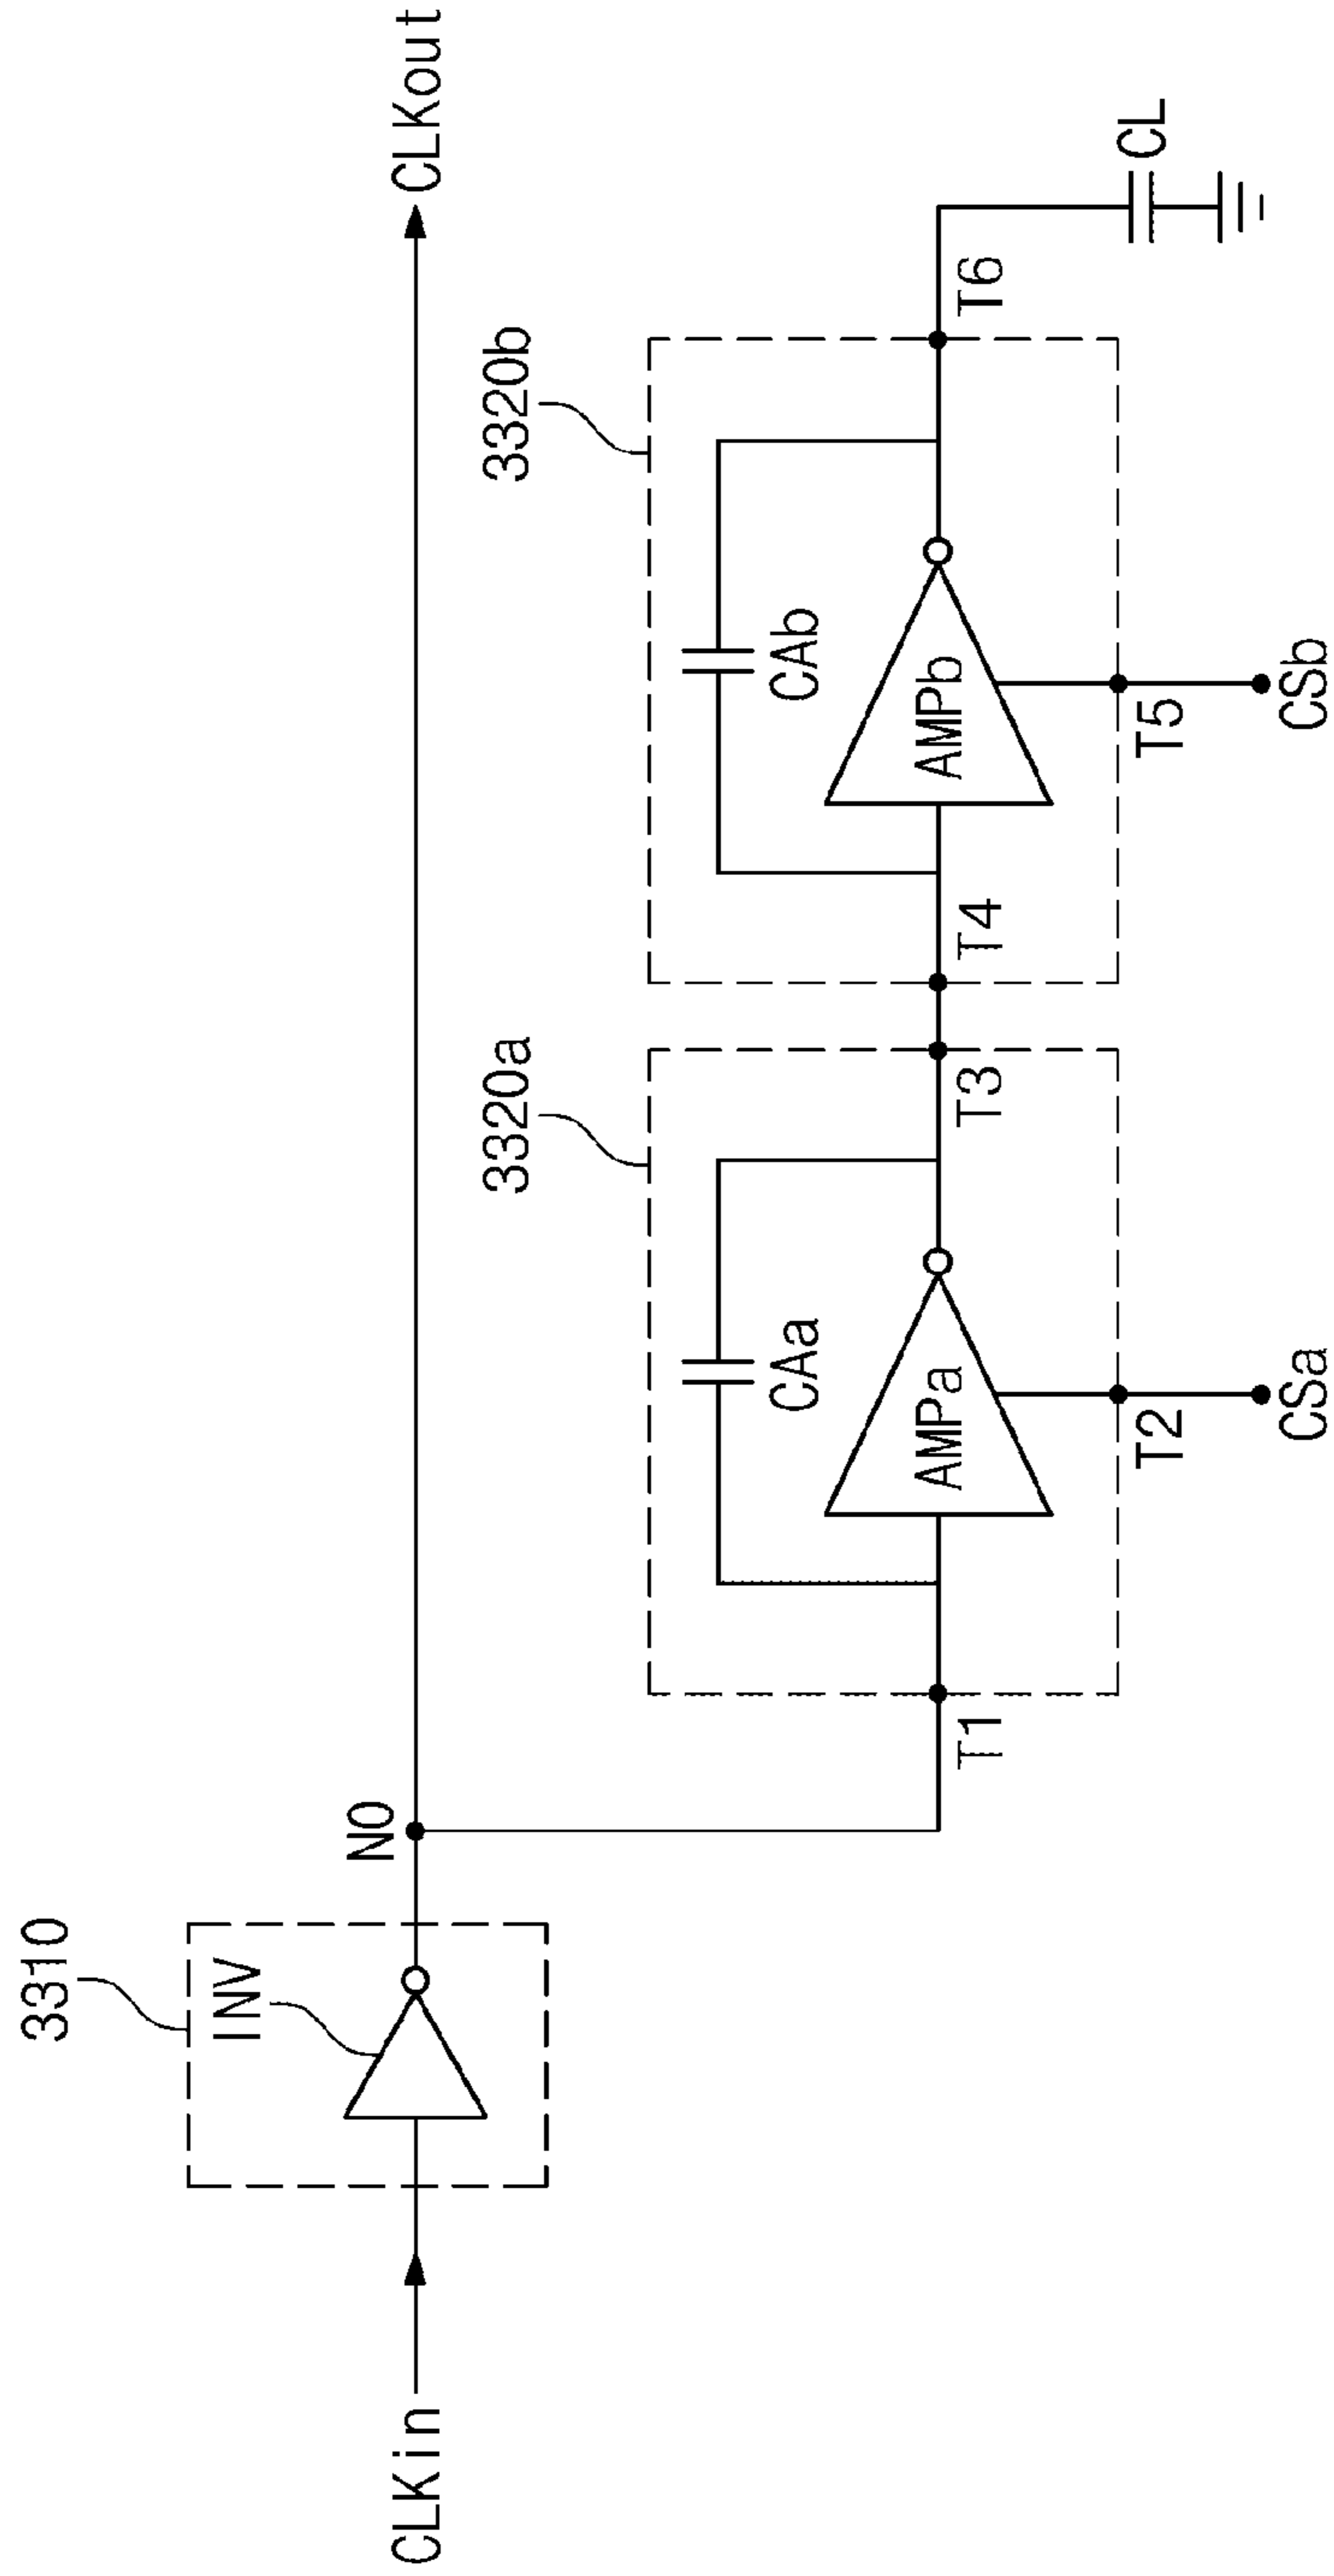 3310
INV
CLKin
N0
CLKout
3320a
3320b
CAa
CAb
AMPa
AMPb
T1
T3
T4
T6
T2
T5
CL
CSa
CSb